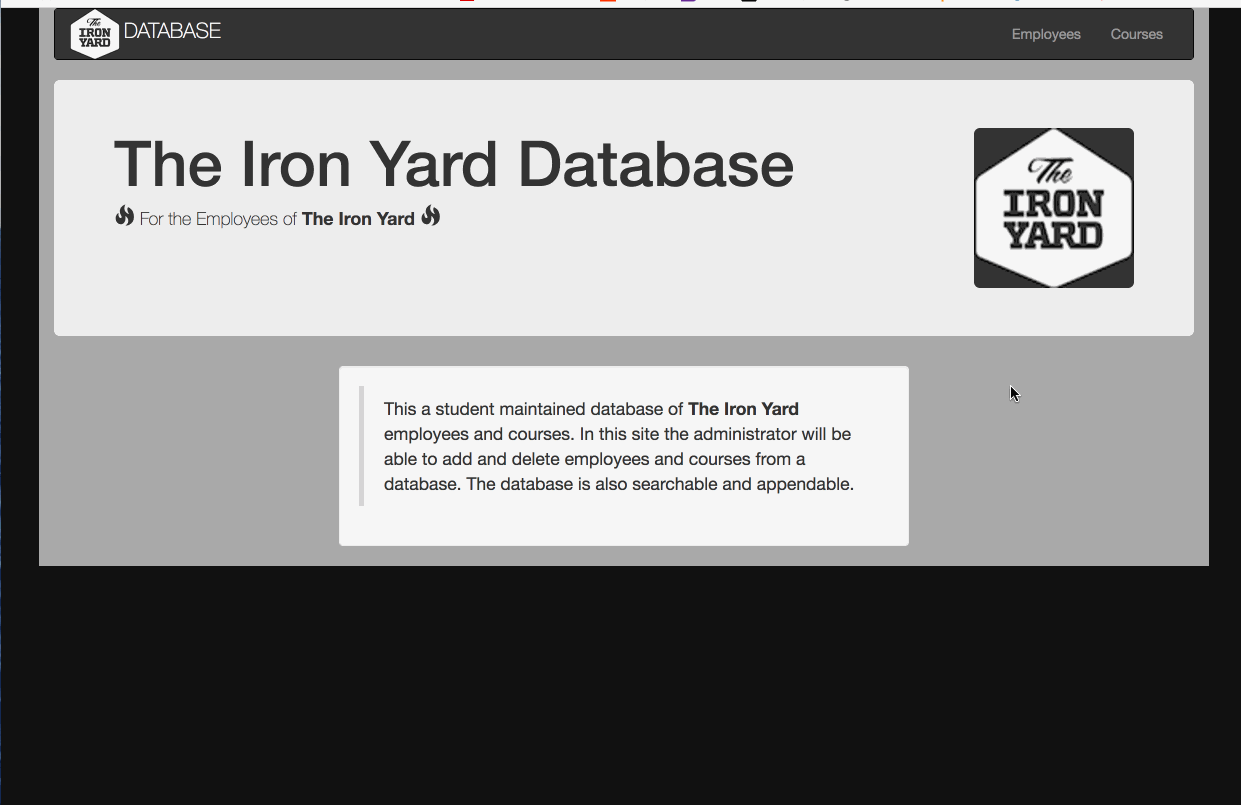 The
IRON
YARD
DATABASE
Employees
Courses
The Iron Yard Database
For the Employees of The Iron Yard
The
IRON
YARD
This a student maintained database of The Iron Yard
employees and courses. In this site the administrator will be
able to add and delete employees and courses from a
database. The database is also searchable and appendable.